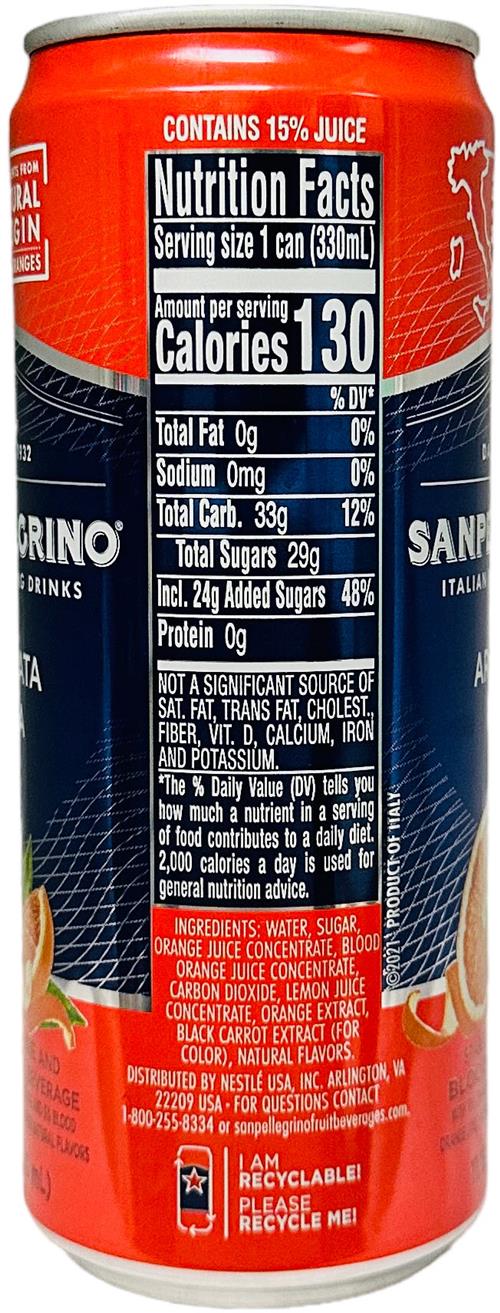 CONTAINS 15% JUICE
Nutrition Facts
Serving size 1 can (330mL)
Amount per serving
Calories 130
% DV*
Total Fat 0g 0%
Sodium 0mg 0%
Total Carb. 33g 12%
Total Sugars 29g
Incl. 24g Added Sugars 48%
Protein 0g
NOT A SIGNIFICANT SOURCE OF
SAT. FAT, TRANS FAT, CHOLEST.,
FIBER, VIT. D, CALCIUM, IRON
AND POTASSIUM.
*The % Daily Value (DV) tells you
how much a nutrient in a serving
of food contributes to a daily diet.
2,000 calories a day is used for
general nutrition advice.
INGREDIENTS: WATER, SUGAR,
ORANGE JUICE CONCENTRATE, BLOOD
ORANGE JUICE CONCENTRATE,
CARBON DIOXIDE, LEMON JUICE
CONCENTRATE, ORANGE EXTRACT,
BLACK CARROT EXTRACT (FOR
COLOR), NATURAL FLAVORS.
DISTRIBUTED BY NESTLÉ USA, INC. ARLINGTON, VA
22209 USA - FOR QUESTIONS CONTACT
1-800-255-8334 or sanpellegrinofruitbeverages.com.
I AM
RECYCLABLE!
PLEASE
RECYCLE ME!
©2021 PRODUCT OF ITALY
FROM
GRINO®
DRINKS
AND
BLOOD
FLAVORS
SANP
ITALIAN